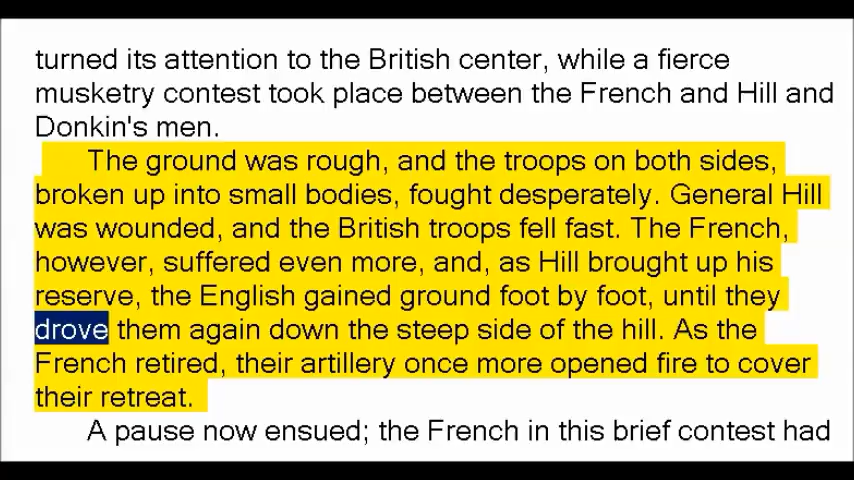 turned its attention to the British center, while a fierce
musketry contest took place between the French and Hill and
Donkin's men.
The ground was rough, and the troops on both sides,
broken up into small bodies, fought desperately. General Hill
was wounded, and the British troops fell fast. The French,
however, suffered even more, and, as Hill brought up his
reserve, the English gained ground foot by foot, until they
drove them again down the steep side of the hill. As the
French retired, their artillery once more opened fire to cover
their retreat.
A pause now ensued; the French in this brief contest had